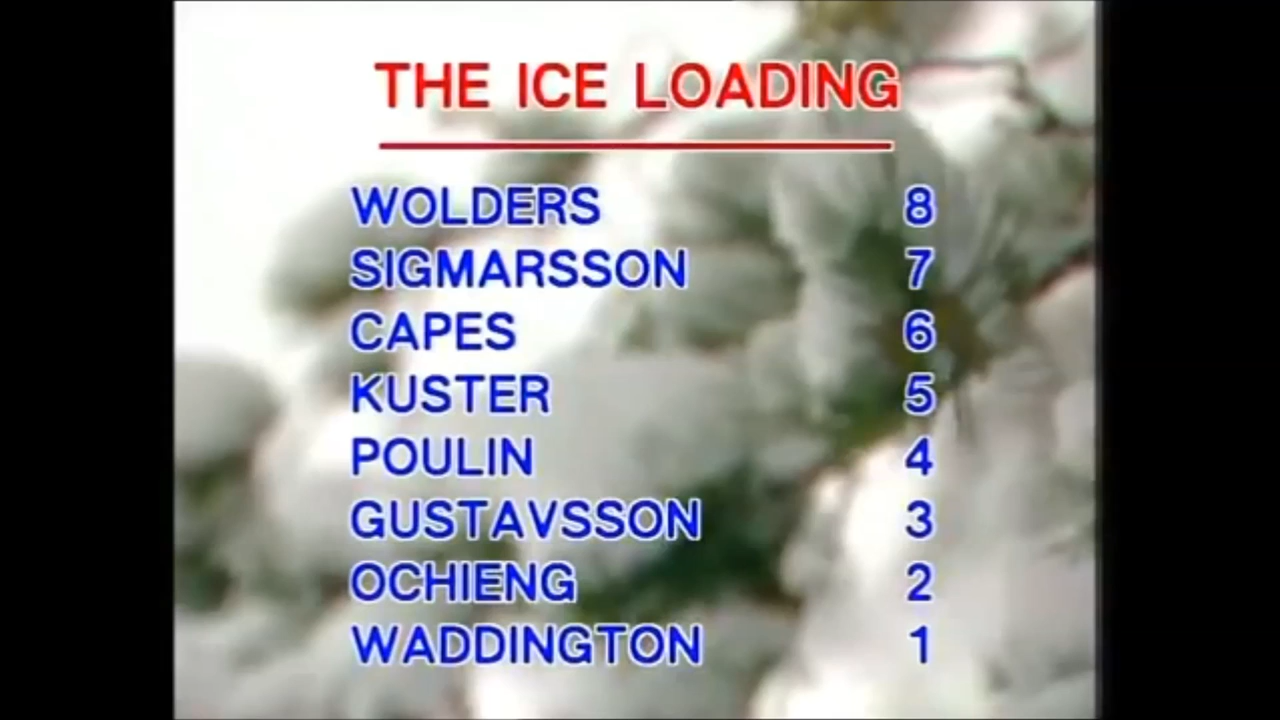 THE ICE LOADING
WOLDERS 8
SIGMARSSON 7
CAPES 6
KUSTER 5
POULIN 4
GUSTAVSSON 3
OCHIENG 2
WADDINGTON 1